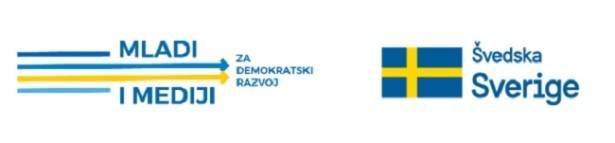 MLADI
I MEDIJI
ZA
DEMOKRATSKI
RAZVOJ
Švedska
Sverige